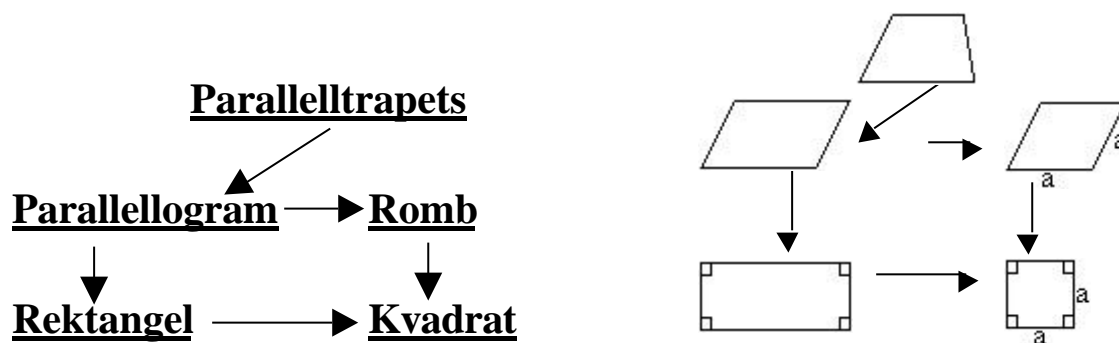 Parallelltrapets
Parallellogram Romb
Rektangel Kvadrat
a
a
a
a